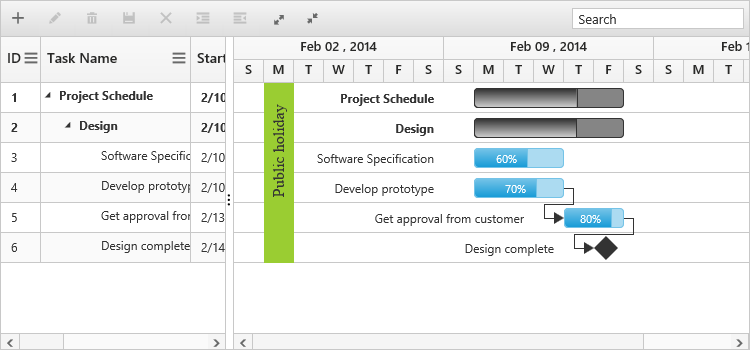 Search
ID Task Name Start
Feb 02 , 2014 Feb 09 , 2014 Feb 1
S M T W T F S S M T W T F S S M T
1 Project Schedule 2/10
2 Design 2/10
3 Software Specific 2/10
4 Develop prototyp 2/10
5 Get approval fror 2/13
6 Design complete 2/14
Public holiday
Project Schedule
Design
Software Specification 60%
Develop prototype 70%
Get approval from customer 80%
Design complete